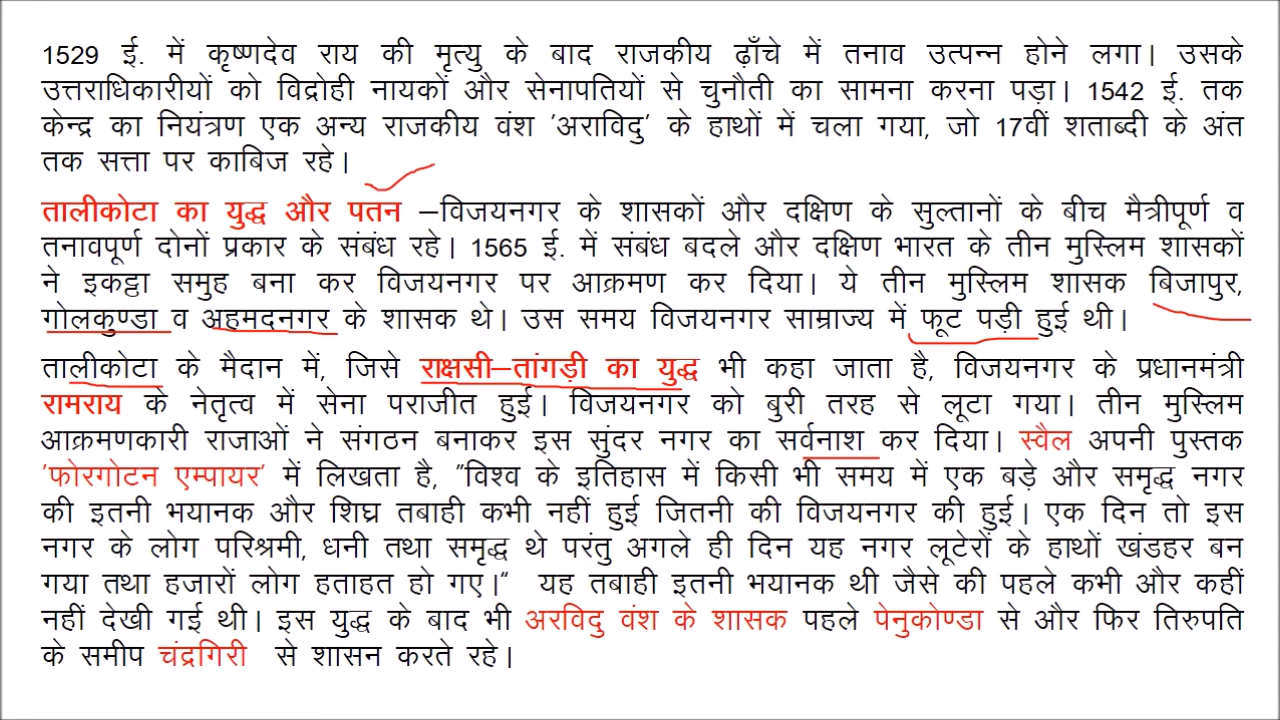 1529 ई. में कृष्णदेव राय की मृत्यु के बाद राजकीय ढ़ाँचे में तनाव उत्पन्न होने लगा। उसके
उत्तराधिकारीयों को विद्रोही नायकों और सेनापतियों से चुनौती का सामना करना पड़ा। 1542 ई. तक
केन्द्र का नियंत्रण एक अन्य राजकीय वंश 'अराविदु' के हाथों में चला गया, जो 17वीं शताब्दी के अंत
तक सत्ता पर काबिज रहे।
तालीकोटा का युद्ध और पतन –विजयनगर के शासकों और दक्षिण के सुल्तानों के बीच मैत्रीपूर्ण व
तनावपूर्ण दोनों प्रकार के संबंध रहे। 1565 ई. में संबंध बदले और दक्षिण भारत के तीन मुस्लिम शासकों
ने इकट्ठा समुह बना कर विजयनगर पर आक्रमण कर दिया। ये तीन मुस्लिम शासक बिजापुर,
गोलकुण्डा व अहमदनगर के शासक थे। उस समय विजयनगर साम्राज्य में फूट पड़ी हुई थी।
तालीकोटा के मैदान में, जिसे राक्षसी–तांगड़ी का युद्ध भी कहा जाता है, विजयनगर के प्रधानमंत्री
रामराय के नेतृत्व में सेना पराजीत हुई। विजयनगर को बुरी तरह से लूटा गया। तीन मुस्लिम
आक्रमणकारी राजाओं ने संगठन बनाकर इस सुंदर नगर का सर्वनाश कर दिया। स्वैल अपनी पुस्तक
'फोरगोटन एम्पायर' में लिखता है, "विश्व के इतिहास में किसी भी समय में एक बड़े और समृद्ध नगर
की इतनी भयानक और शिघ्र तबाही कभी नहीं हुई जितनी की विजयनगर की हुई। एक दिन तो इस
नगर के लोग परिश्रमी, धनी तथा समृद्ध थे परंतु अगले ही दिन यह नगर लूटेरों के हाथों खंडहर बन
गया तथा हजारों लोग हताहत हो गए।" यह तबाही इतनी भयानक थी जैसे की पहले कभी और कहीं
नहीं देखी गई थी। इस युद्ध के बाद भी अरविदु वंश के शासक पहले पेनुकोण्डा से और फिर तिरुपति
के समीप चंद्रगिरी से शासन करते रहे।